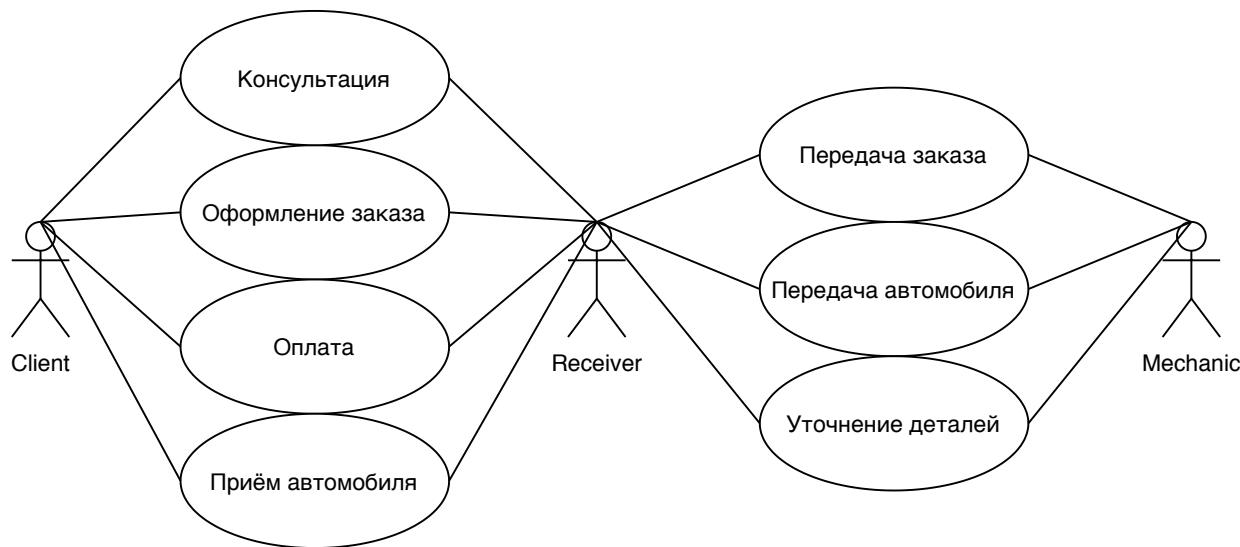 Консультация
Оформление заказа
Оплата
Приём автомобиля
Client
Receiver
Передача заказа
Передача автомобиля
Уточнение деталей
Mechanic